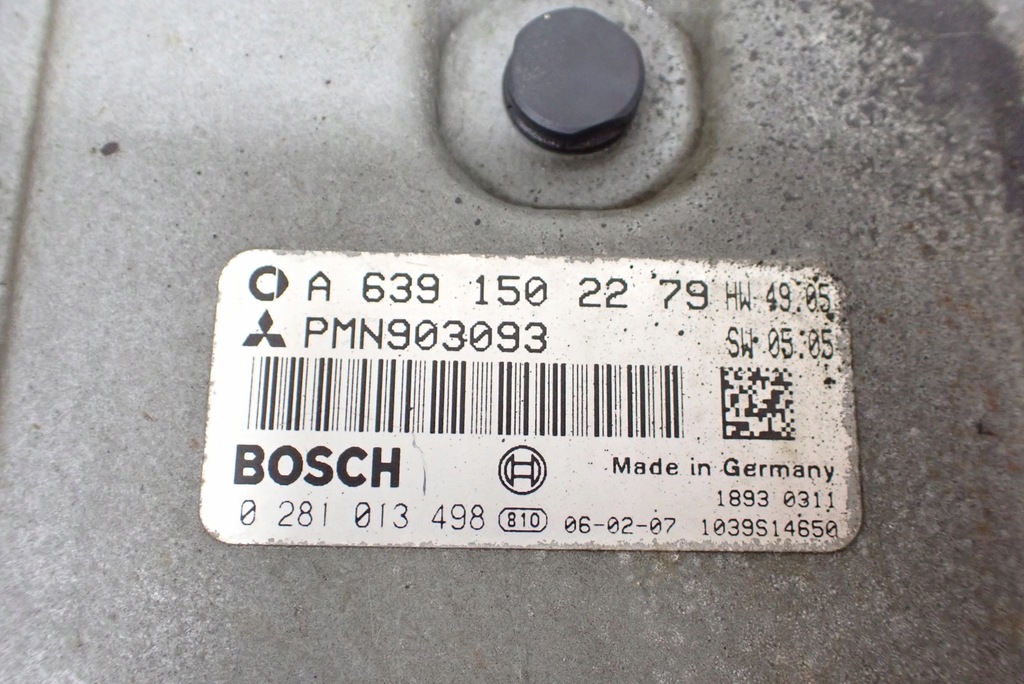 A 639 150 22 79 HW 49.05
PMN903093 SW 05.05
BOSCH Made in Germany
1893 0311
0 281 013 498 810 06-02-07 1039S14650